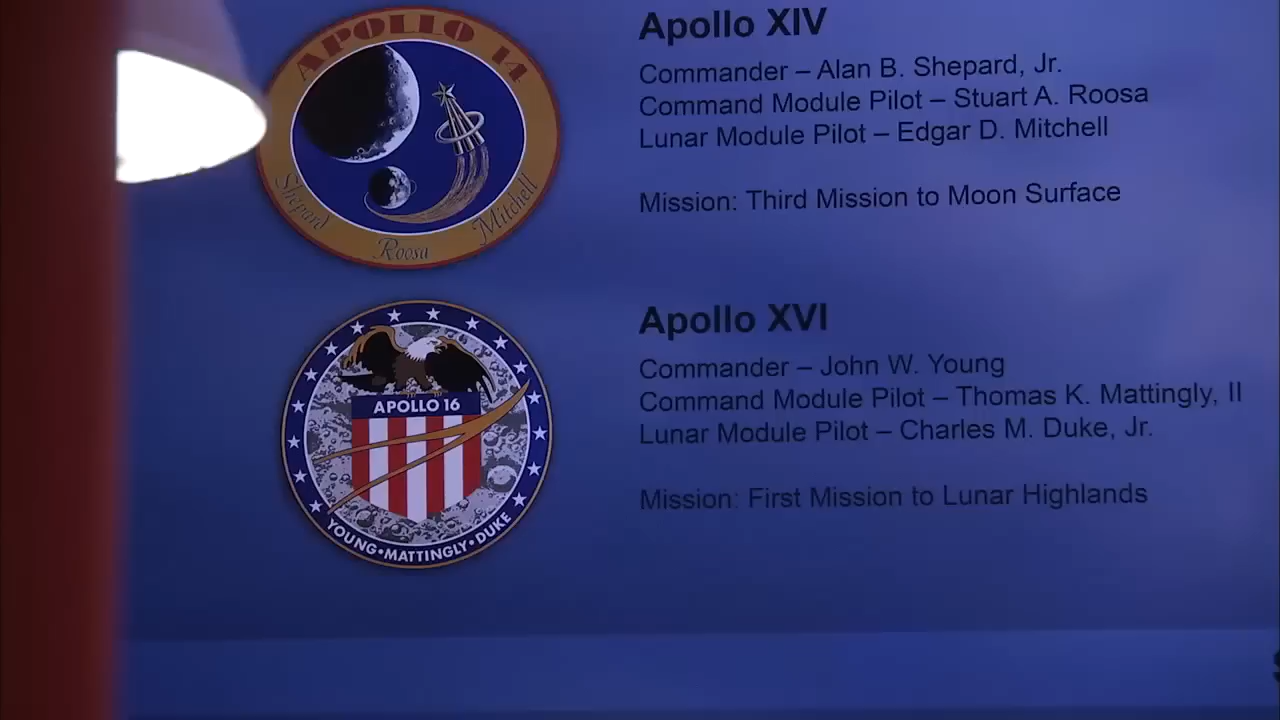 APOLLO 14
Shepard
Roosa
Mitchell
Apollo XIV
Commander – Alan B. Shepard, Jr.
Command Module Pilot – Stuart A. Roosa
Lunar Module Pilot – Edgar D. Mitchell
Mission: Third Mission to Moon Surface
APOLLO 16
YOUNG•MATTINGLY•DUKE
Apollo XVI
Commander – John W. Young
Command Module Pilot – Thomas K. Mattingly, II
Lunar Module Pilot – Charles M. Duke, Jr.
Mission: First Mission to Lunar Highlands